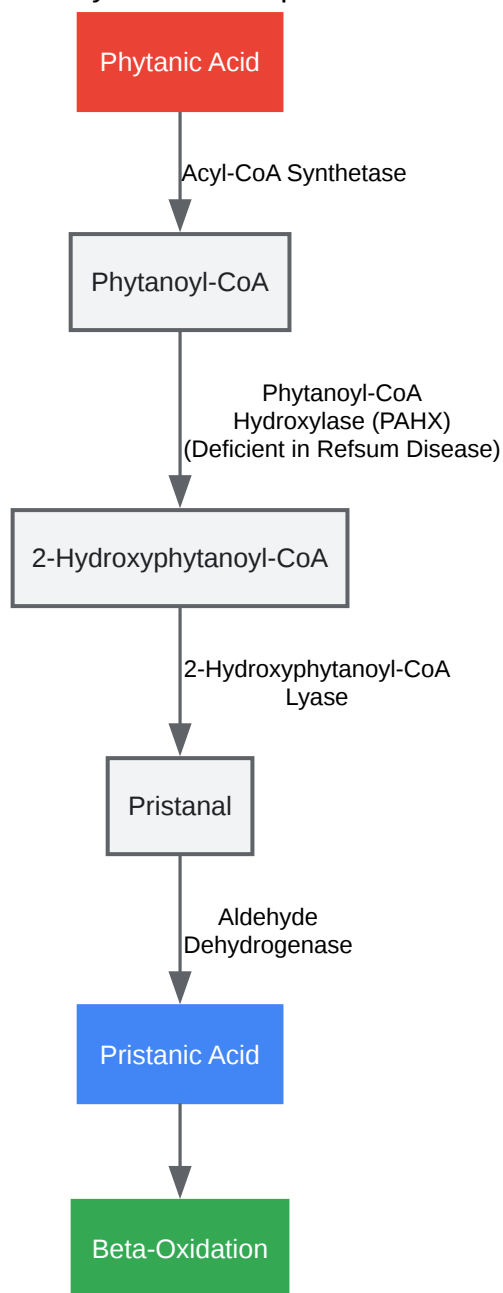 Phytanic Acid
Acyl-CoA Synthetase
Phytanoyl-CoA
Phytanoyl-CoA
Hydroxylase (PAHX)
(Deficient in Refsum Disease)
2-Hydroxyphytanoyl-CoA
2-Hydroxyphytanoyl-CoA
Lyase
Pristanal
Aldehyde
Dehydrogenase
Pristanic Acid
Beta-Oxidation